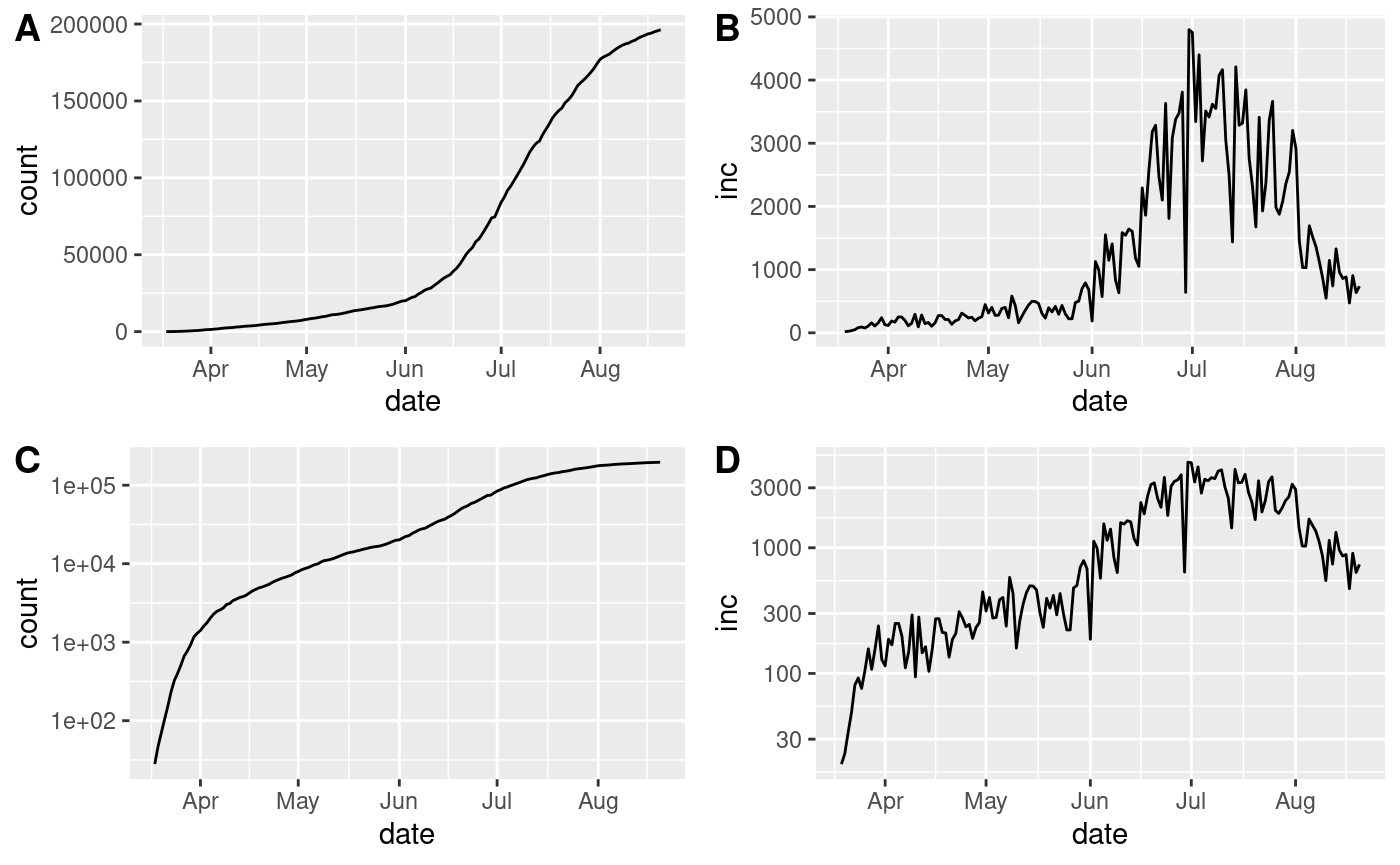 A
200000
150000
100000
50000
0
count
Apr May Jun Jul Aug
date
B
5000
4000
3000
2000
1000
0
inc
Apr May Jun Jul Aug
date
C
1e+05
1e+04
1e+03
1e+02
count
Apr May Jun Jul Aug
date
D
3000
1000
300
100
30
inc
Apr May Jun Jul Aug
date